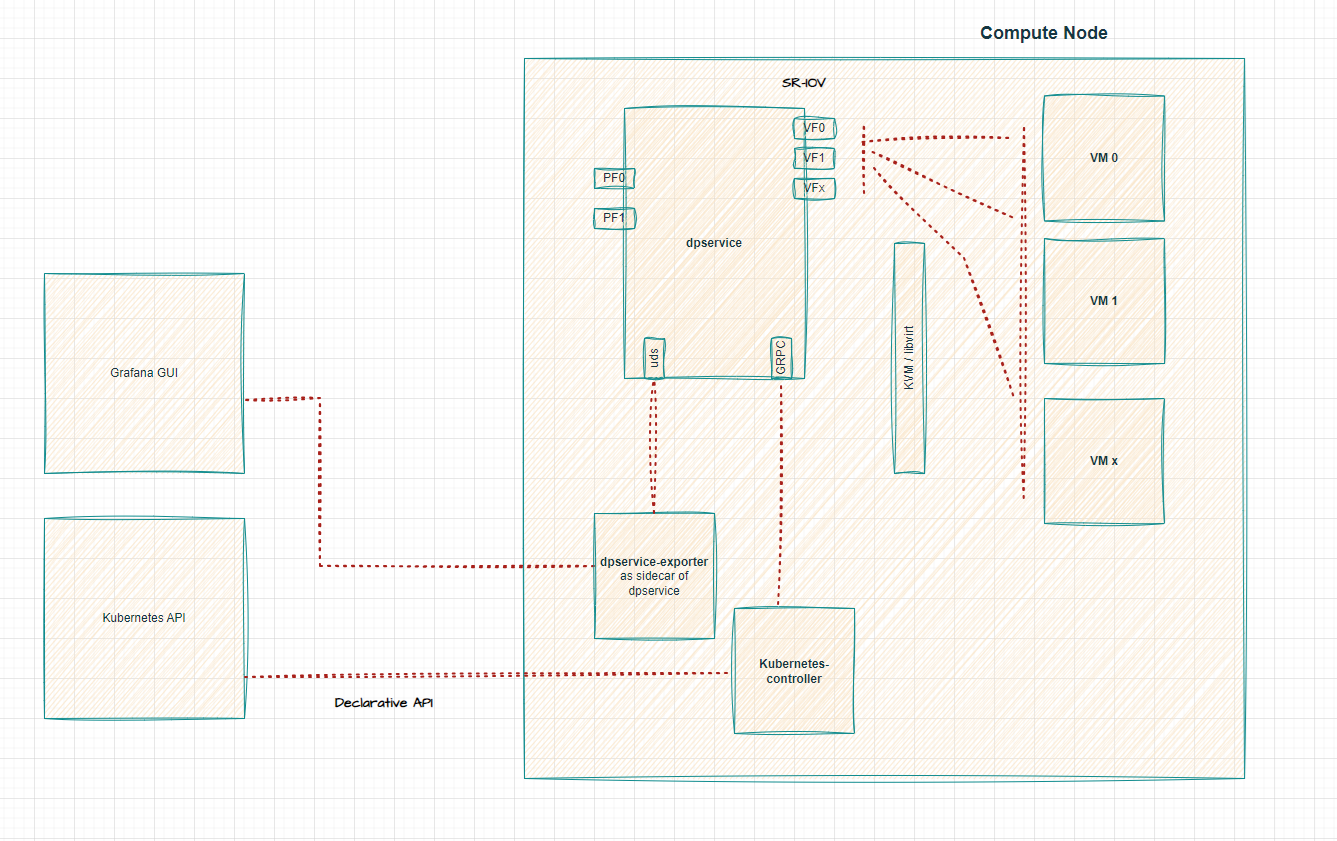 Compute Node
SR-IOV
VF0
VF1
VFx
PF0
PF1
dpservice
uds
GRPC
KVM / libvirt
VM 0
VM 1
VM x
Grafana GUI
Kubernetes API
dpservice-exporter
as sidecar of
dpservice
Kubernetes-
controller
Declarative API